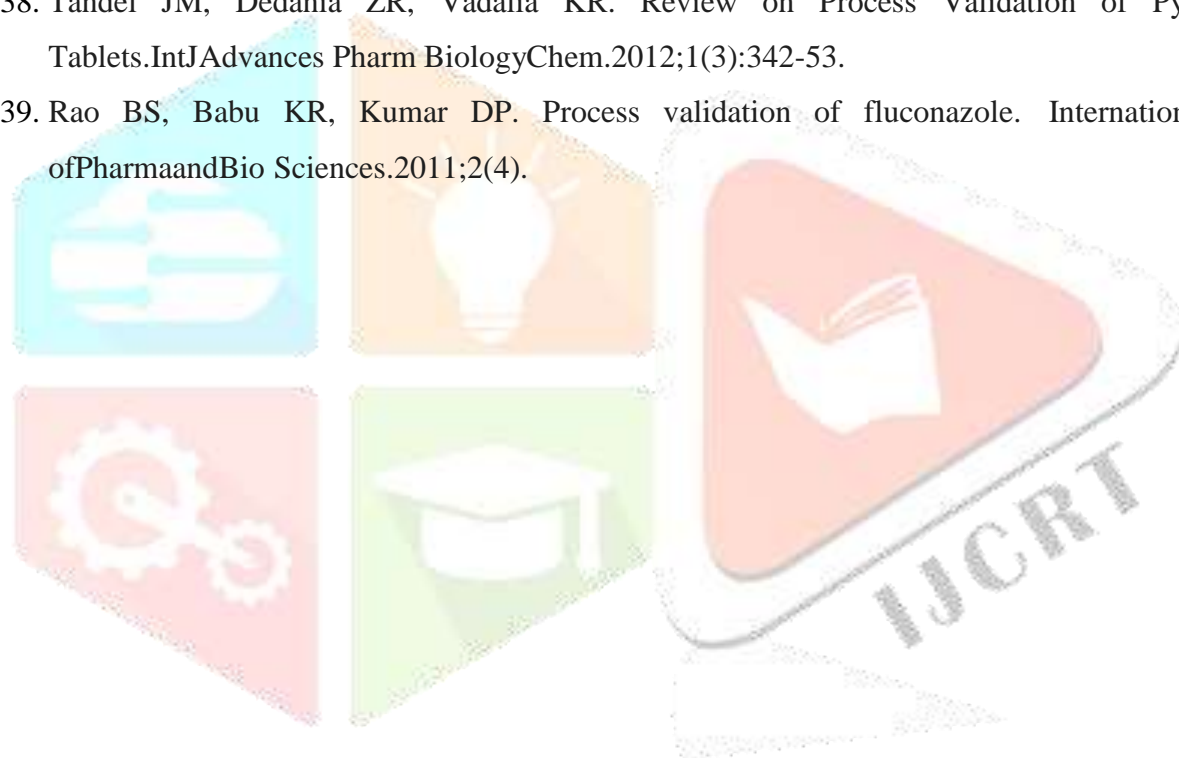 38. Tandel JM, Dedania ZR, Vadalia KR. Review on Process Validation of Py
Tablets.IntJAdvances Pharm BiologyChem.2012;1(3):342-53.
39. Rao BS, Babu KR, Kumar DP. Process validation of fluconazole. Internation
ofPharmaandBio Sciences.2011;2(4).
IJCRT